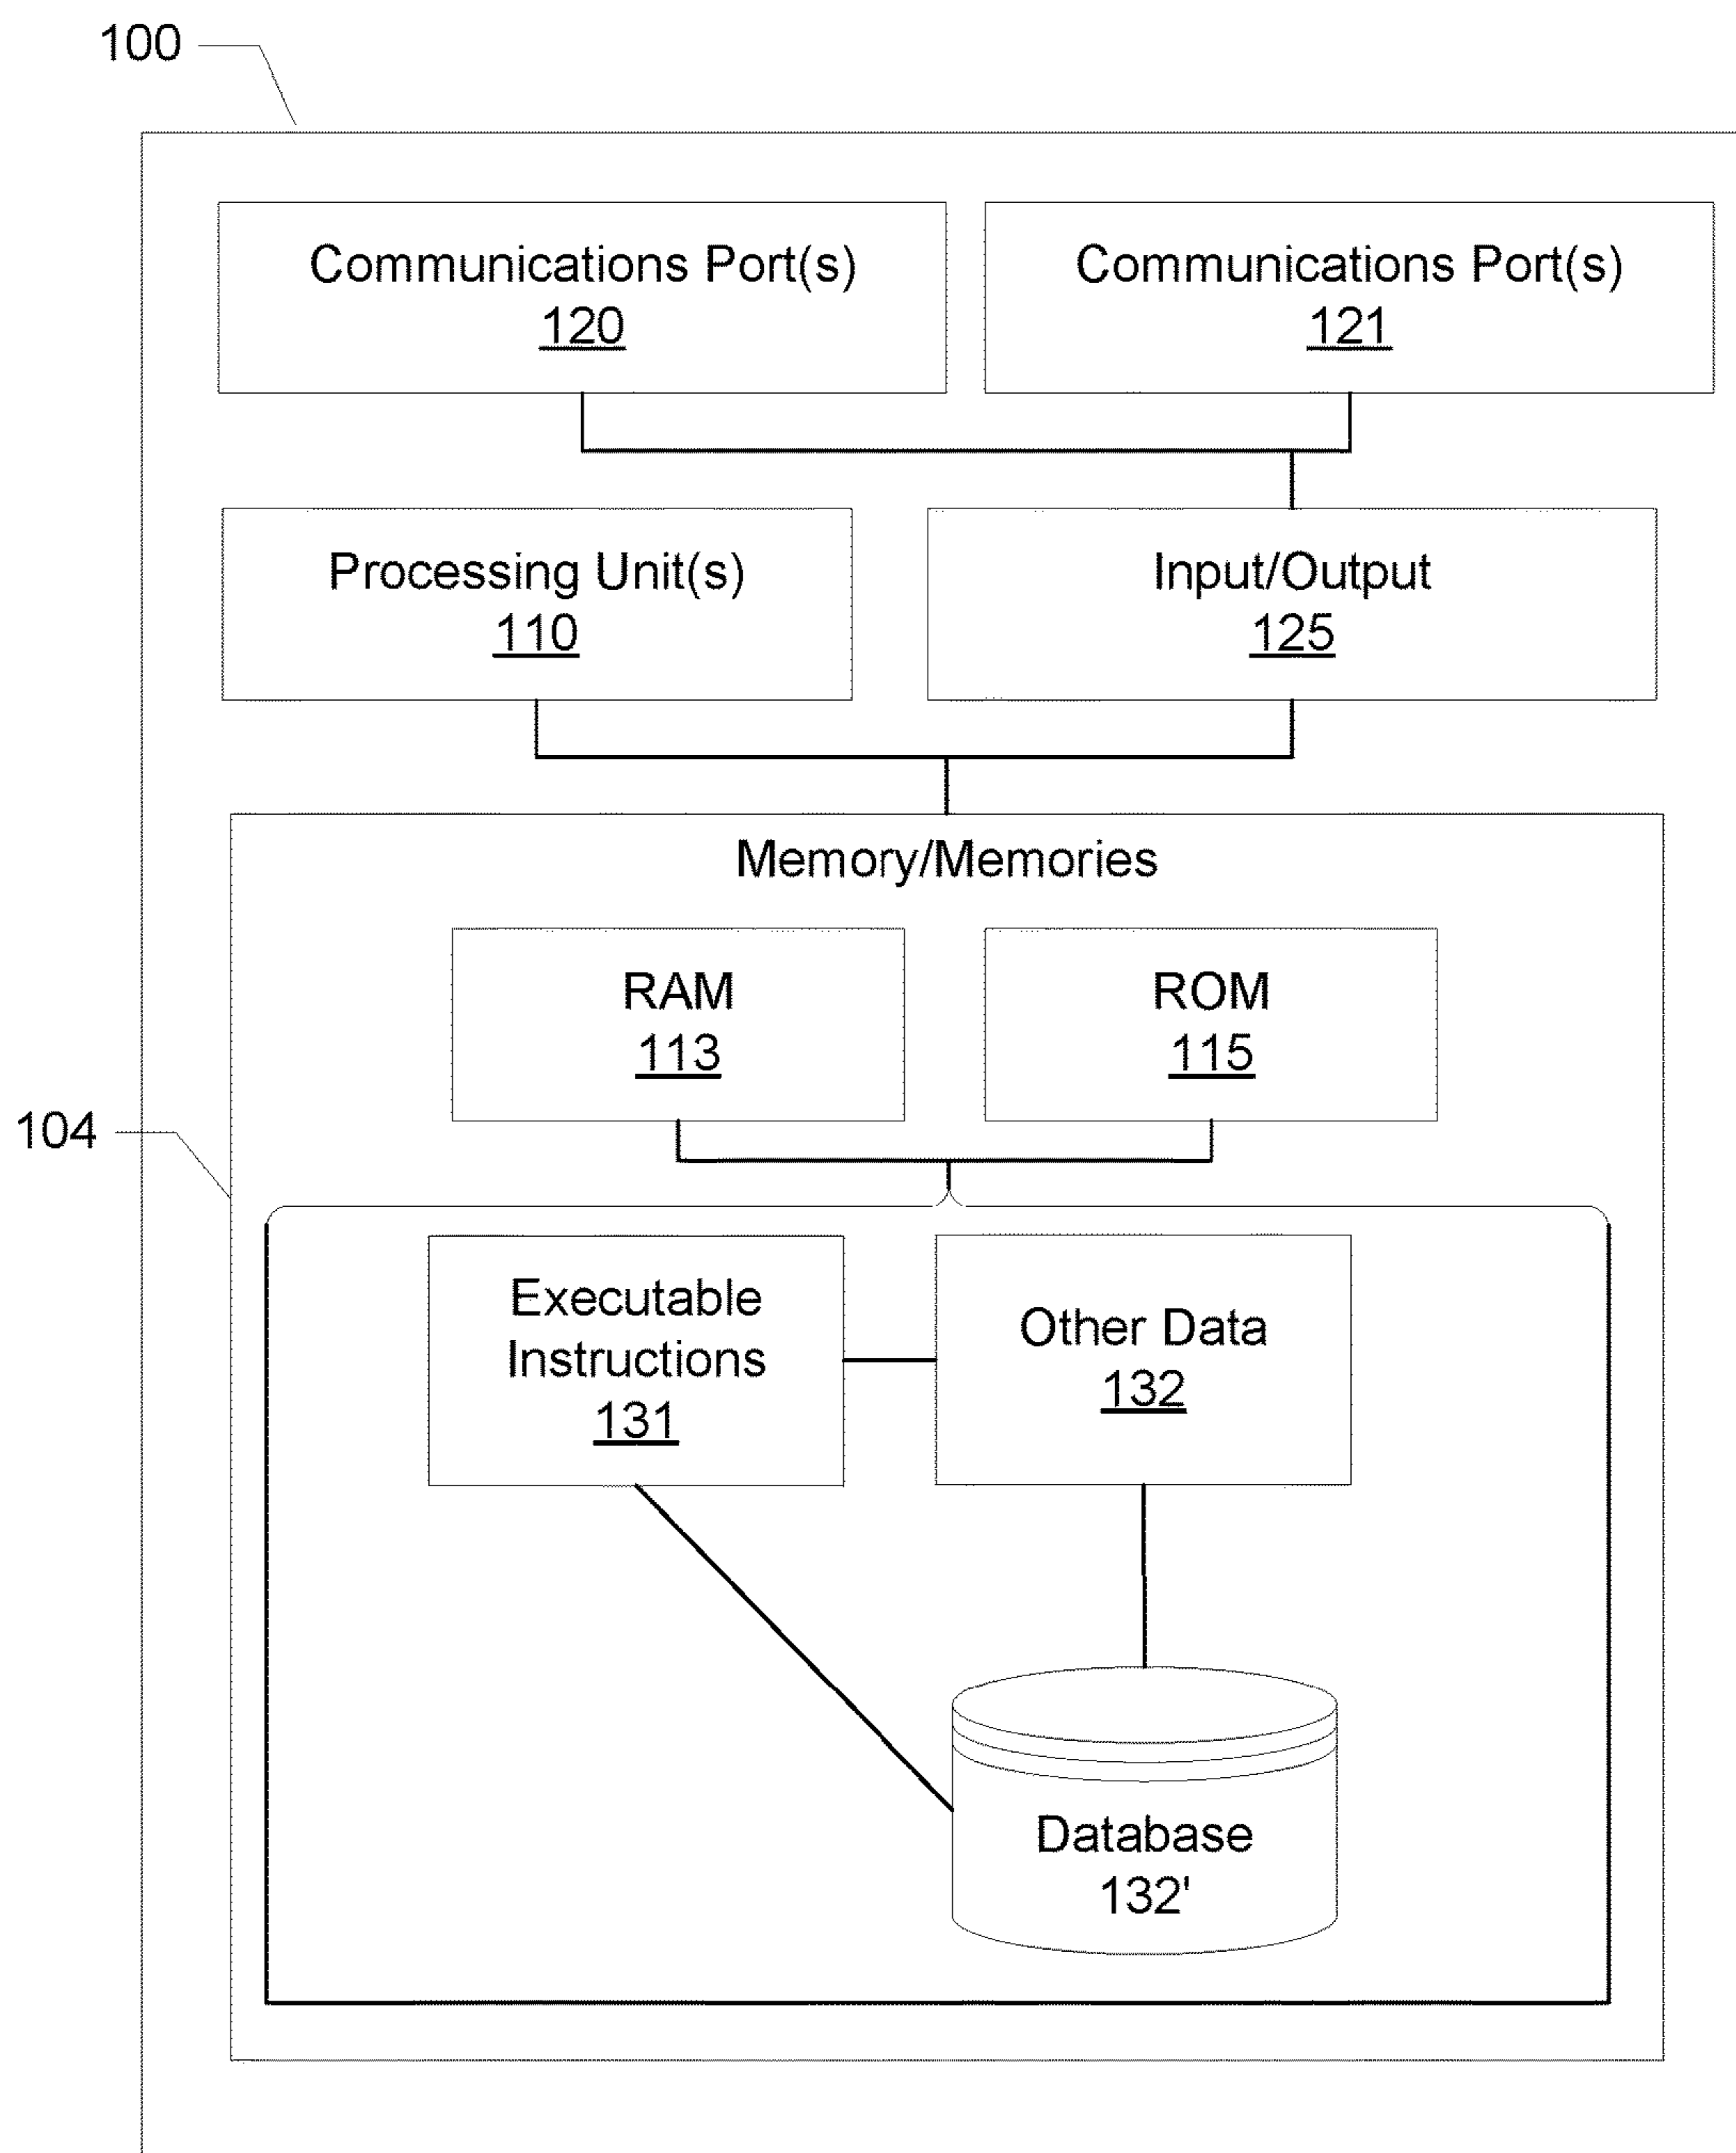 100
Communications Port(s)
120
Communications Port(s)
121
Processing Unit(s)
110
Input/Output
125
Memory/Memories
RAM
113
ROM
115
104
Executable
Instructions
131
Other Data
132
Database
132'